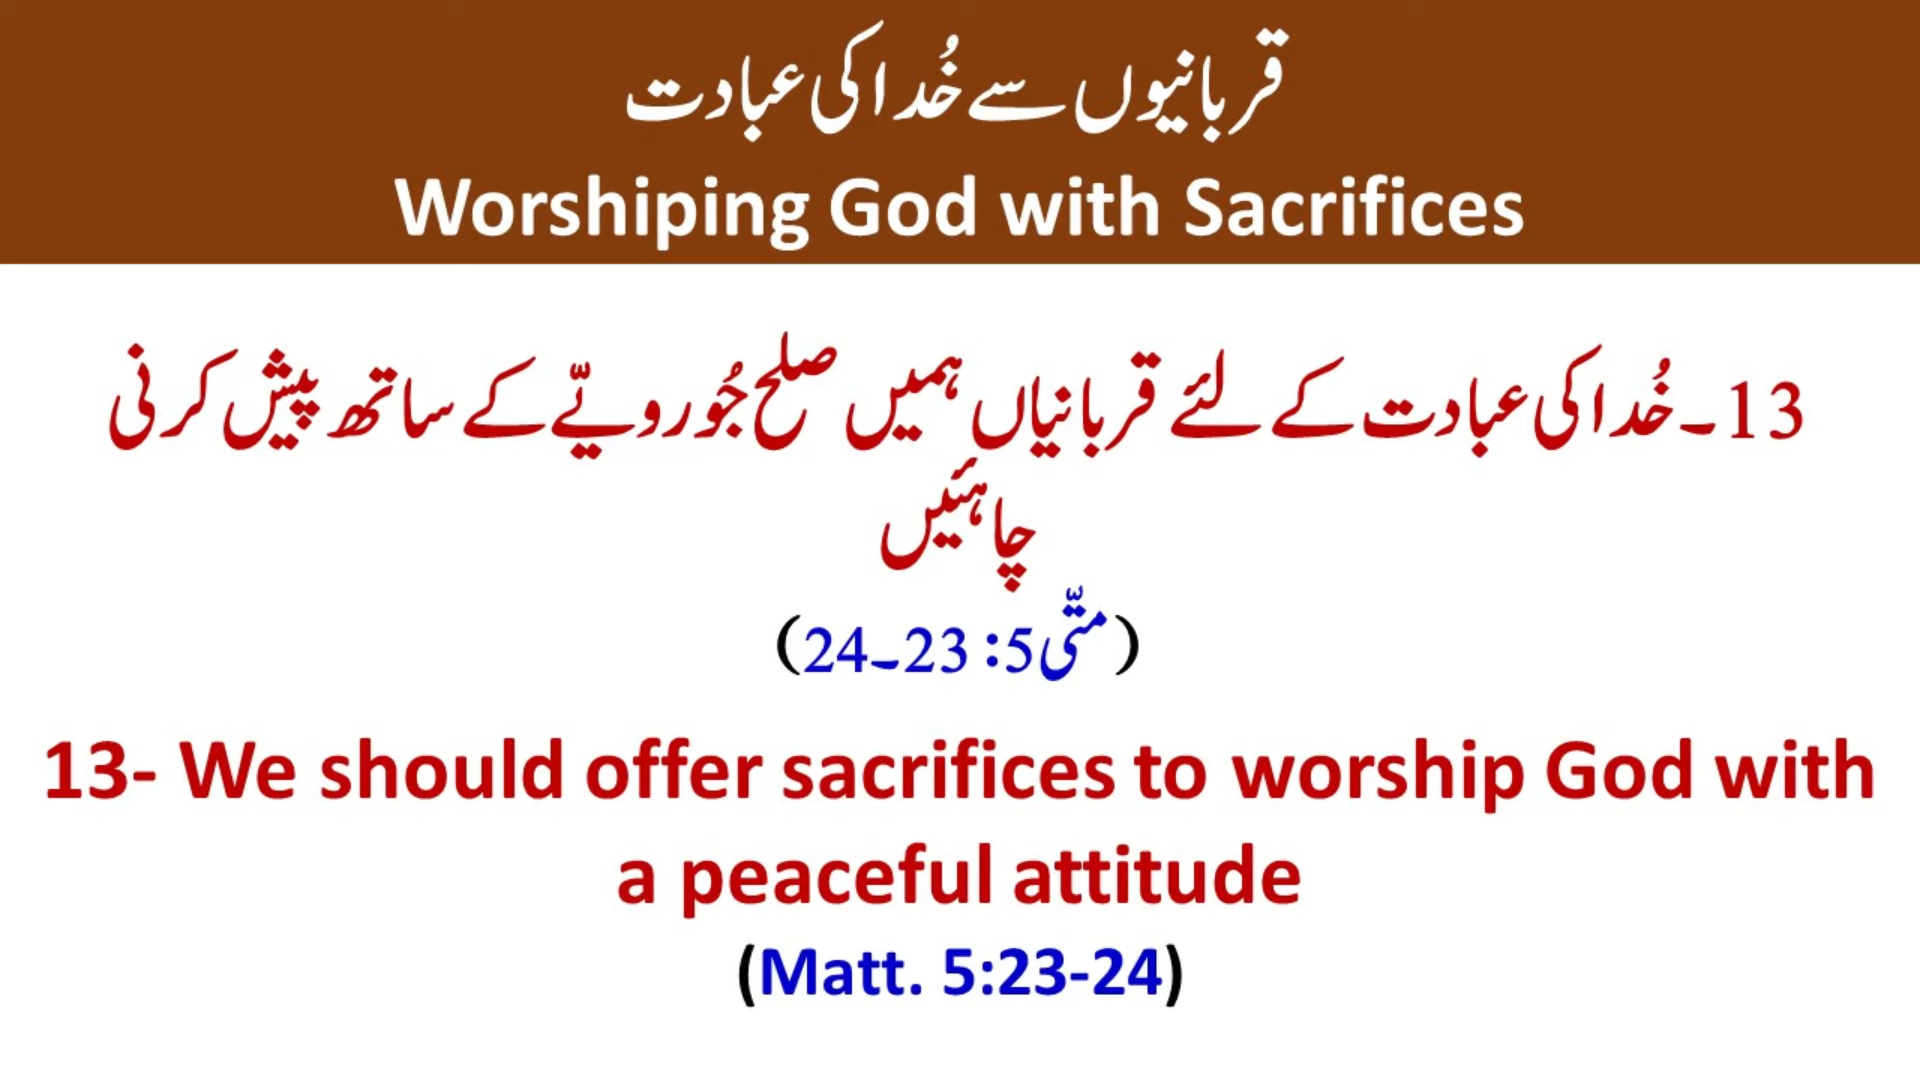 قربانیوں سے خُدا کی عبادت
Worshiping God with Sacrifices
13۔ خُدا کی عبادت کے لئے قربانیاں ہمیں صلح جُو رویّے کے ساتھ پیش کرنی
چاہئیں
(متّی 5: 23۔24)
13- We should offer sacrifices to worship God with
a peaceful attitude
(Matt. 5:23-24)